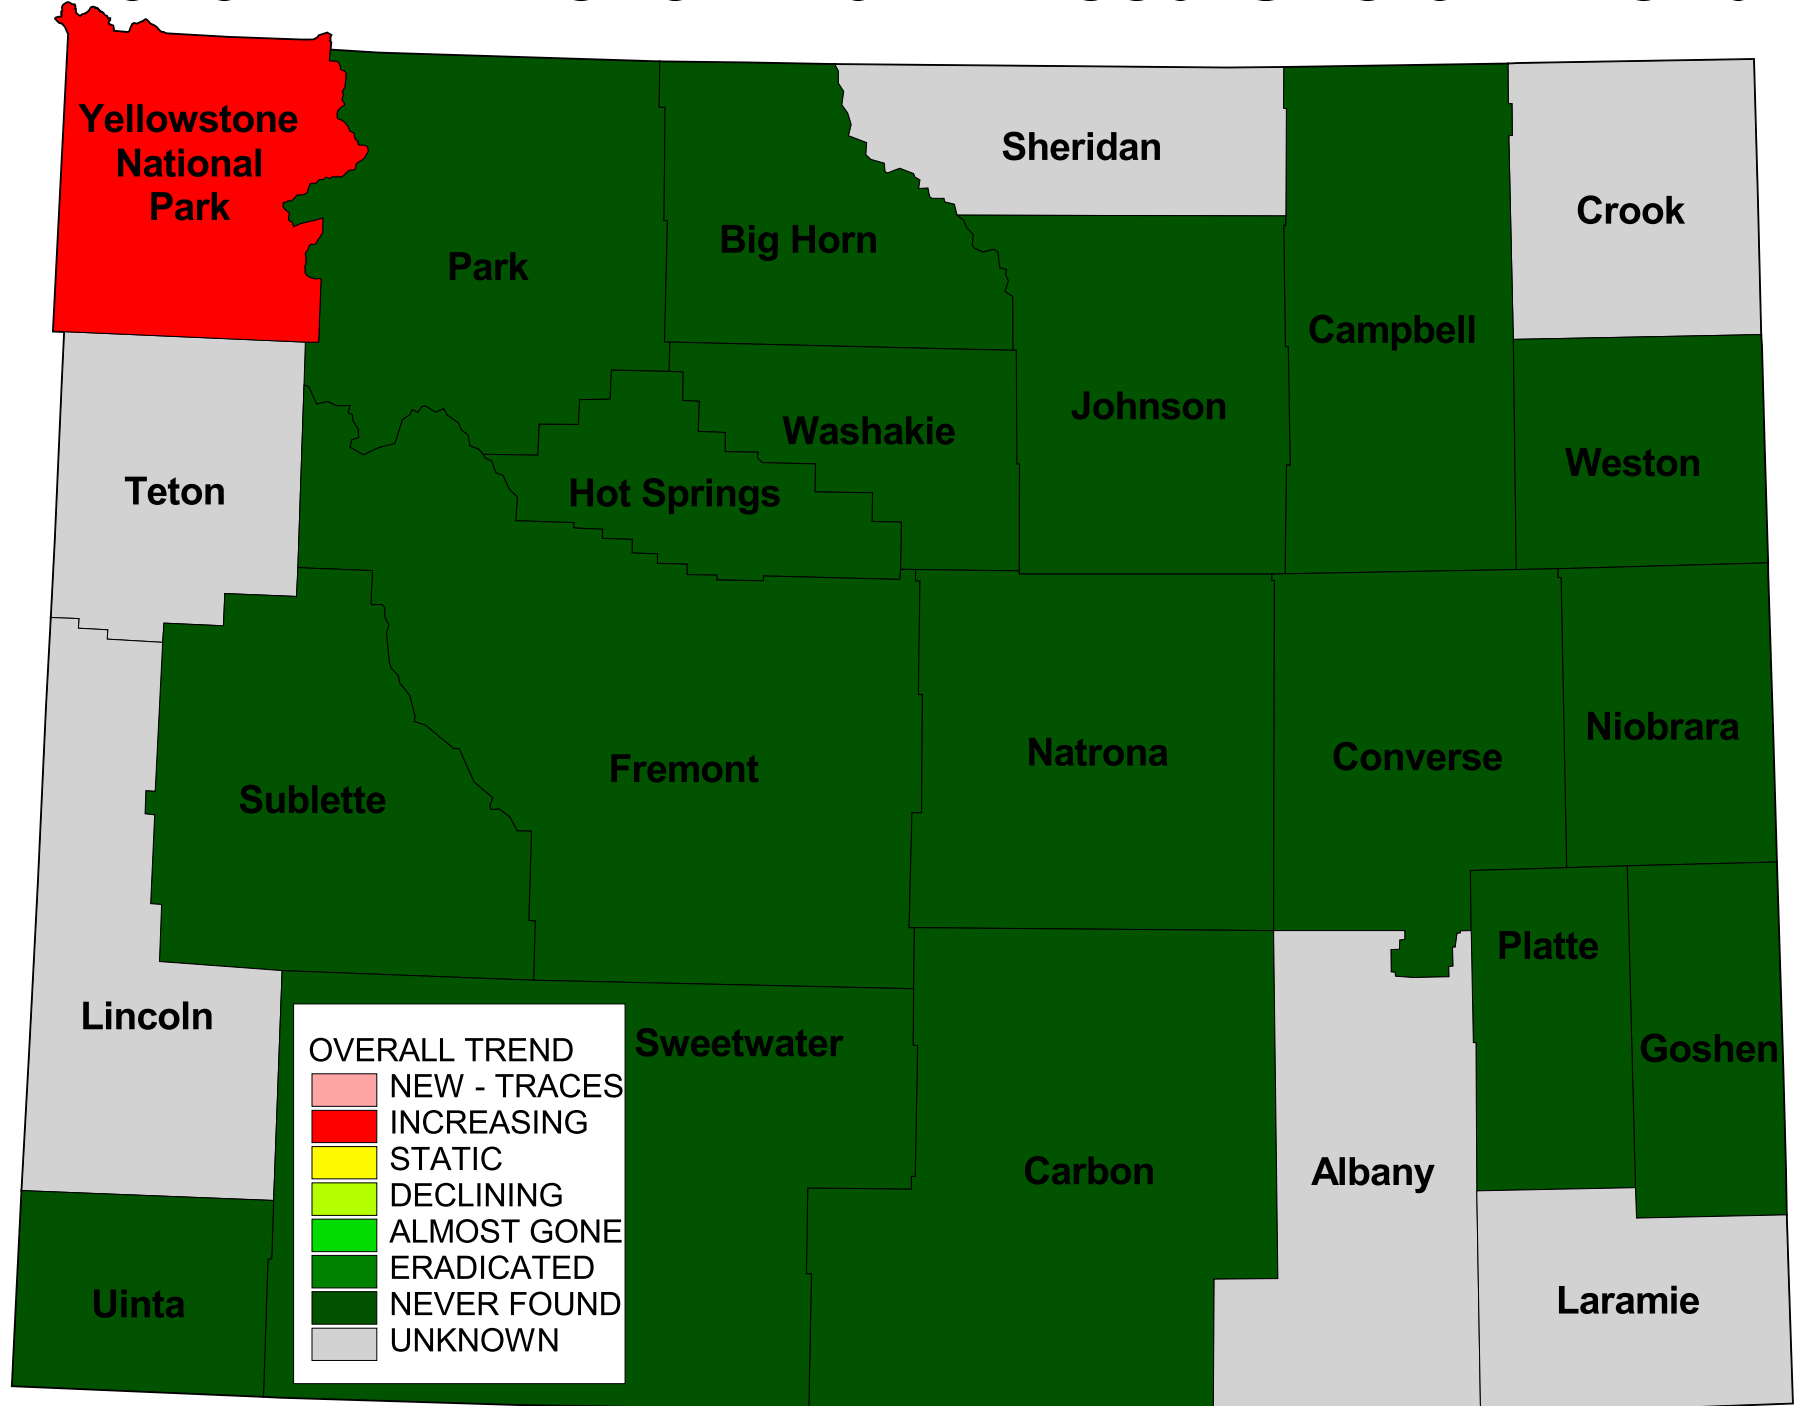 Yellowstone
National
Park
Sheridan
Crook
Big Horn
Park
Campbell
Johnson
Washakie
Weston
Teton
Hot Springs
Niobrara
Natrona
Converse
Fremont
Sublette
Platte
Lincoln
Sweetwater
Goshen
Carbon
Albany
Uinta
Laramie
OVERALL TREND
NEW - TRACES
INCREASING
STATIC
DECLINING
ALMOST GONE
ERADICATED
NEVER FOUND
UNKNOWN